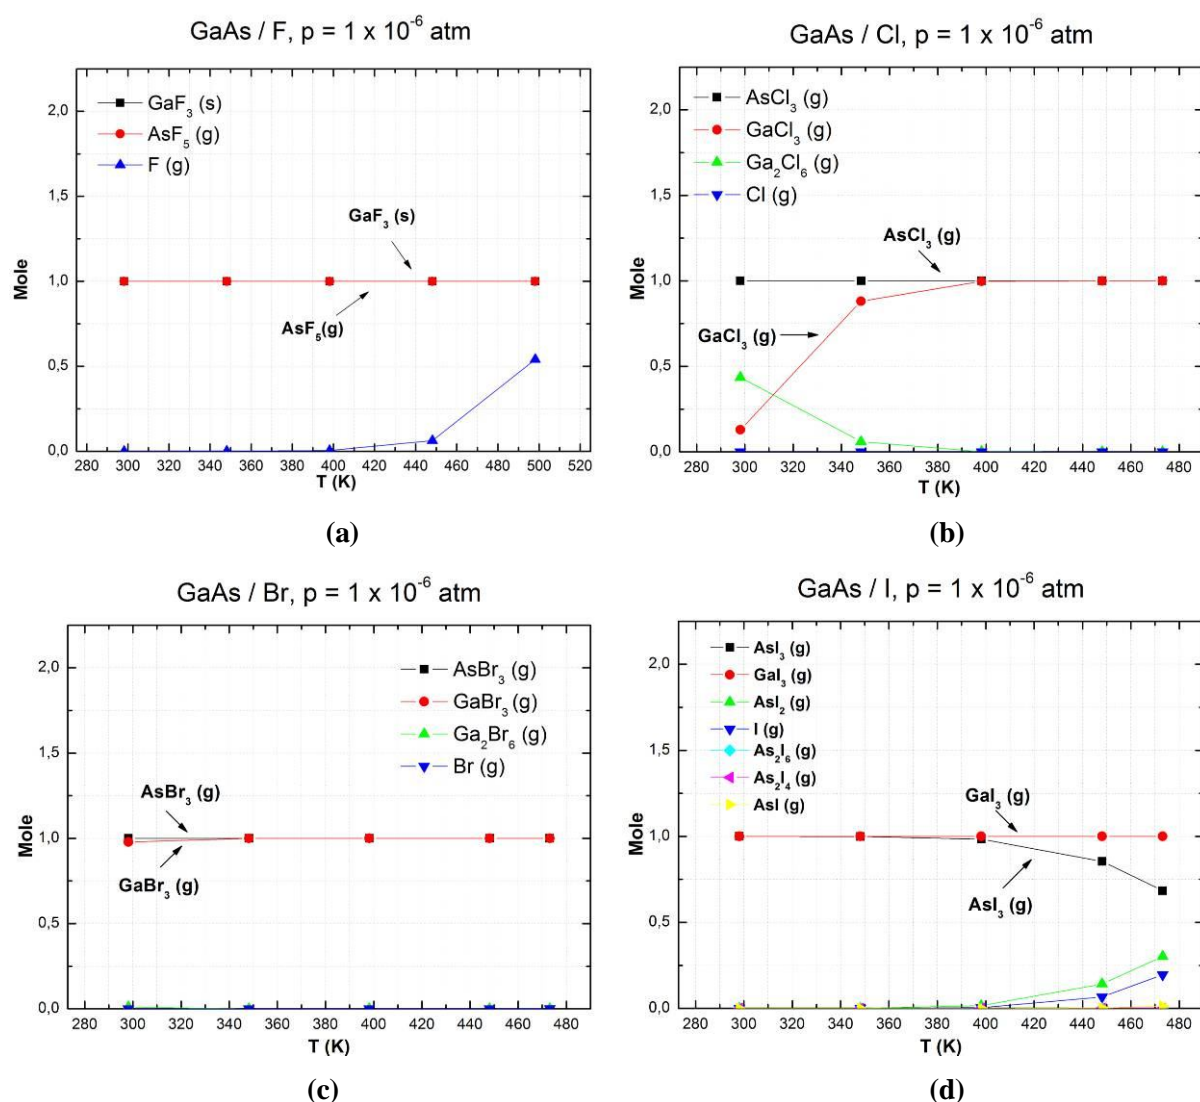 GaAs / F, p = 1 x 10⁻⁶ atm
GaF₃ (s)
AsF₅ (g)
F (g)
GaF₃ (s)
AsF₅(g)
Mole
2,0
1,5
1,0
0,5
0,0
280 300 320 340 360 380 400 420 440 460 480 500 520
T (K)
(a)
GaAs / Cl, p = 1 x 10⁻⁶ atm
AsCl₃ (g)
GaCl₃ (g)
Ga₂Cl₆ (g)
Cl (g)
AsCl₃ (g)
GaCl₃ (g)
Mole
2,0
1,5
1,0
0,5
0,0
280 300 320 340 360 380 400 420 440 460 480
T (K)
(b)
GaAs / Br, p = 1 x 10⁻⁶ atm
AsBr₃ (g)
GaBr₃ (g)
Ga₂Br₆ (g)
Br (g)
AsBr₃ (g)
GaBr₃ (g)
Mole
2,0
1,5
1,0
0,5
0,0
280 300 320 340 360 380 400 420 440 460 480
T (K)
(c)
GaAs / I, p = 1 x 10⁻⁶ atm
AsI₃ (g)
GaI₃ (g)
AsI₂ (g)
I (g)
As₂I₆ (g)
As₂I₄ (g)
AsI (g)
GaI₃ (g)
AsI₃ (g)
Mole
2,0
1,5
1,0
0,5
0,0
280 300 320 340 360 380 400 420 440 460 480
T (K)
(d)